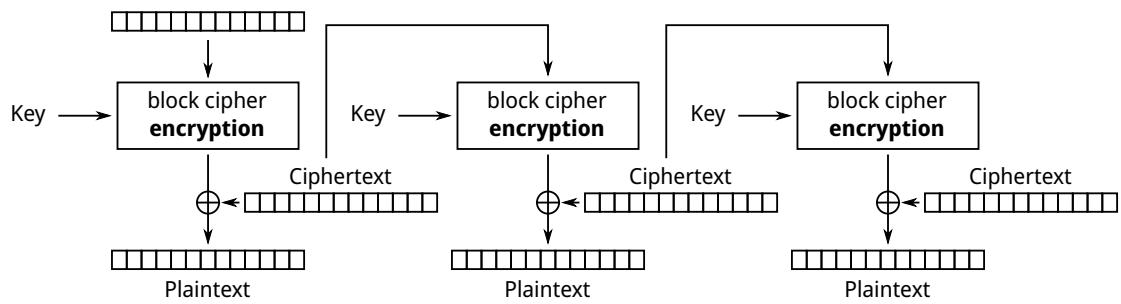 Key
block cipher
encryption
Key
block cipher
encryption
Key
block cipher
encryption
Ciphertext
Ciphertext
Ciphertext
Plaintext
Plaintext
Plaintext